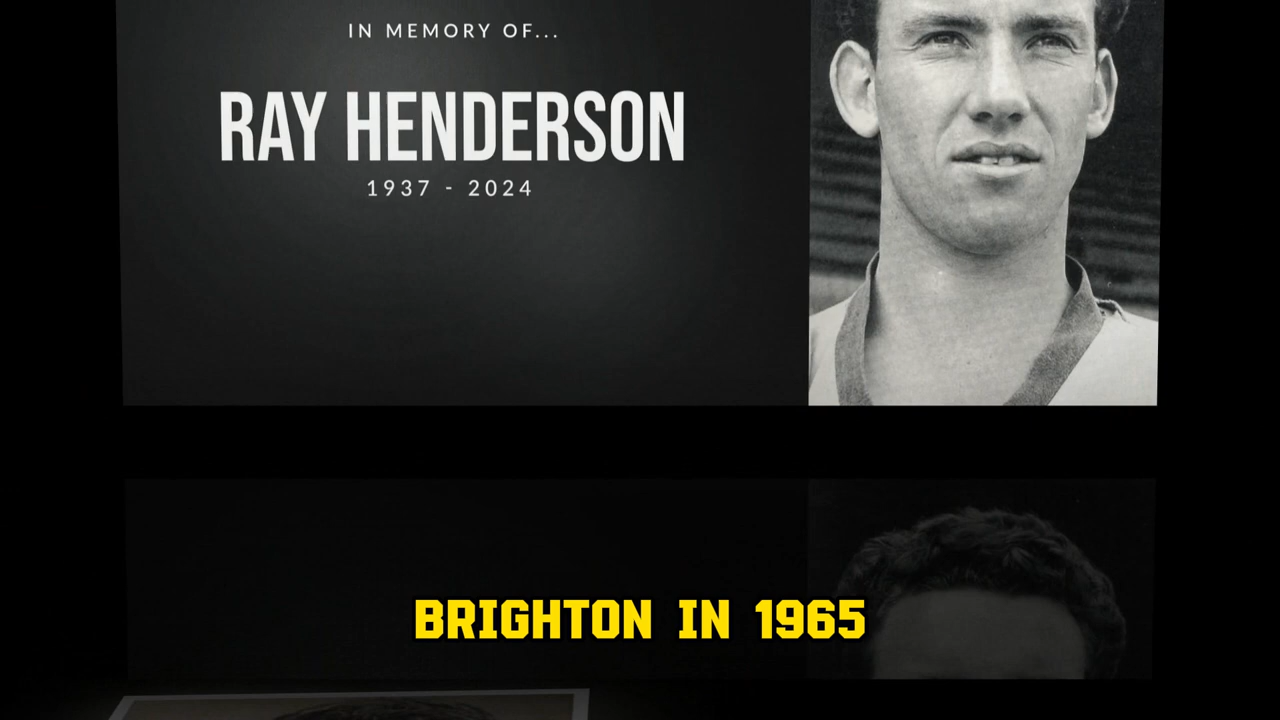 IN MEMORY OF...
RAY HENDERSON
1937 - 2024
BRIGHTON IN 1965